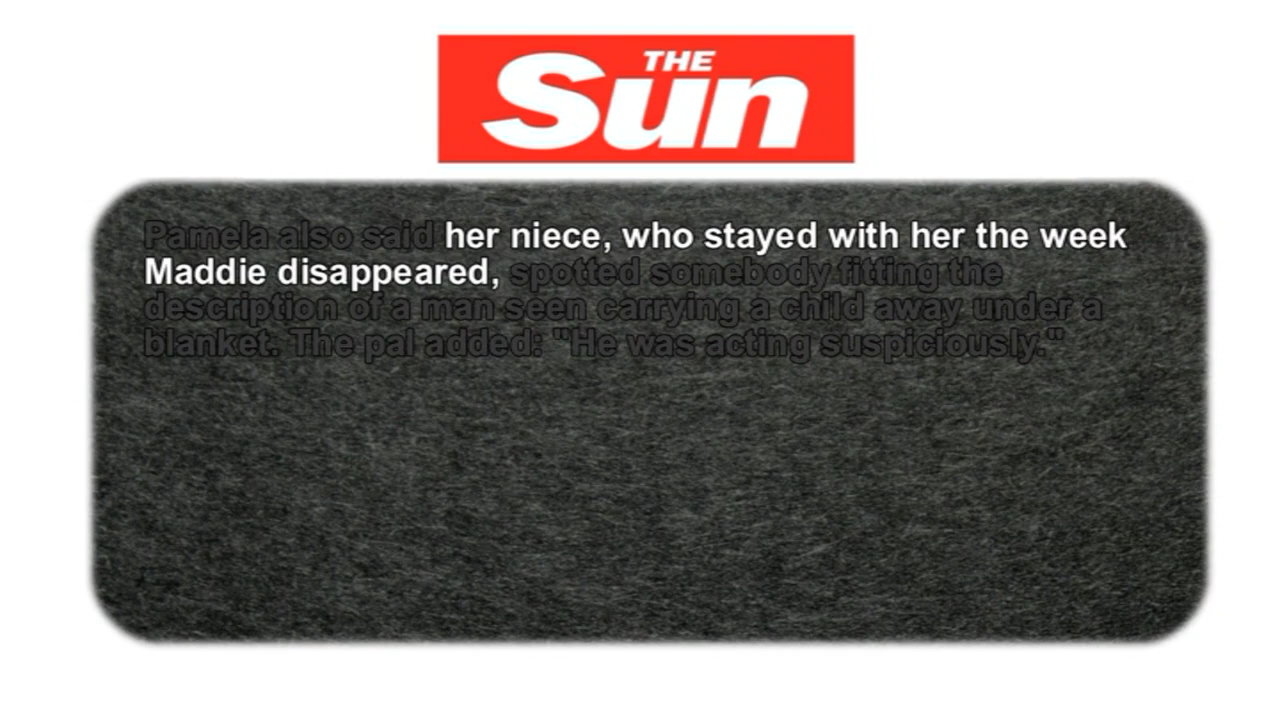 THE
Sun
Pamela also said her niece, who stayed with her the week
Maddie disappeared, spotted somebody fitting the
description of a man seen carrying a child away under a
blanket. The pal added: "He was acting suspiciously."